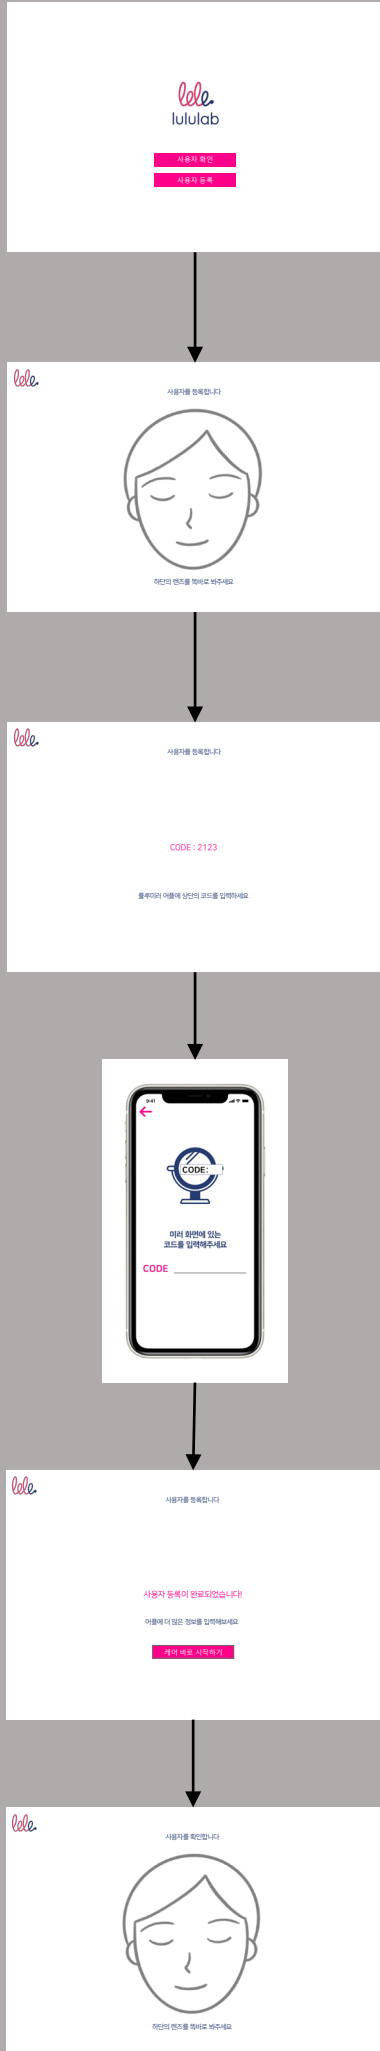 lele.
lululab
사용자 확인
사용자 등록
lele.
사용자를 등록합니다
하단의 렌즈를 똑바로 봐주세요
lele.
사용자를 등록합니다
CODE : 2123
룰루미러 어플에 상단의 코드를 입력하세요
9:41
CODE:
미러 화면에 있는
코드를 입력해주세요
CODE
lele.
사용자를 등록합니다
사용자 등록이 완료되었습니다!
어플에 더 많은 정보를 입력해보세요
케어 바로 시작하기
lele.
사용자를 확인합니다
하단의 렌즈를 똑바로 봐주세요